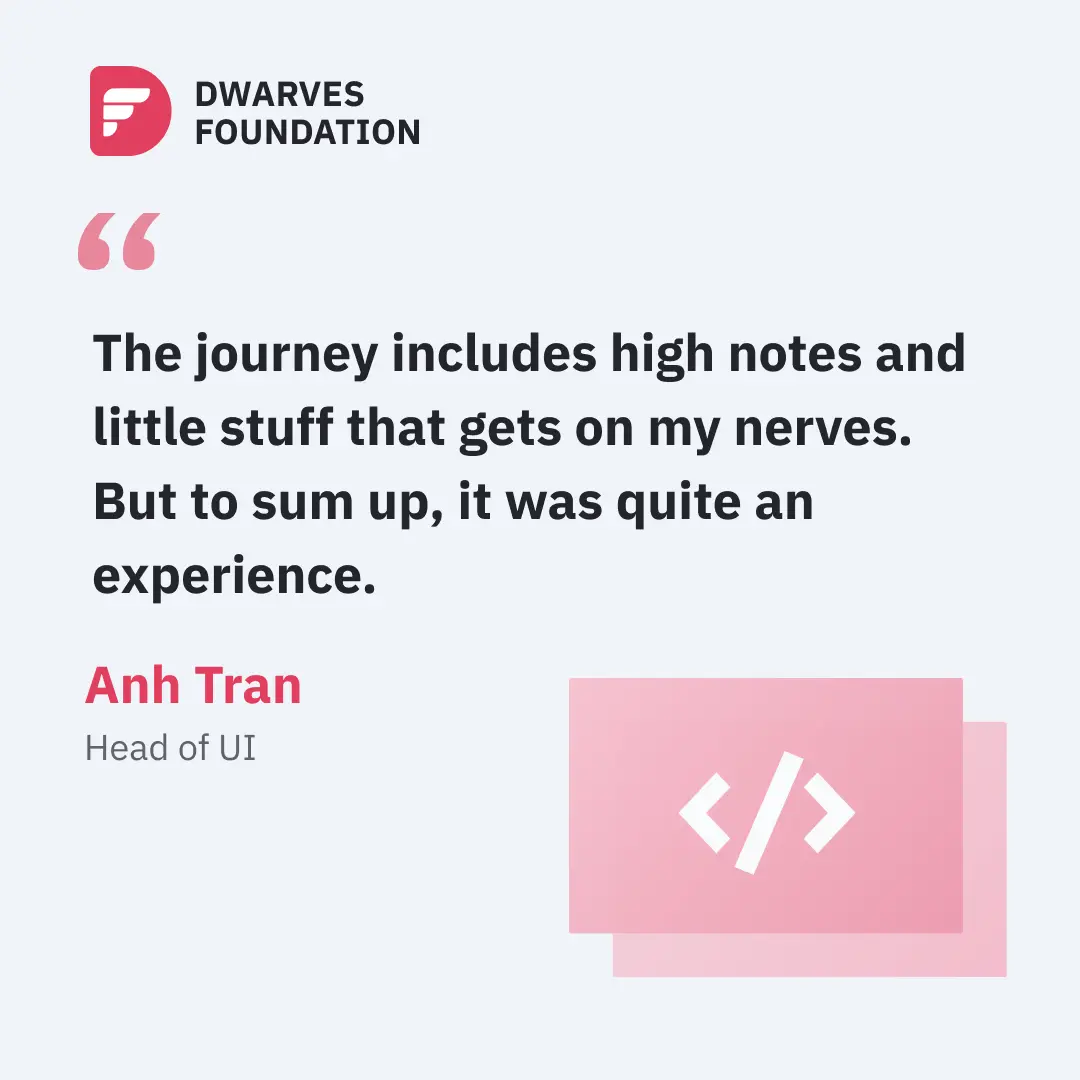 DWARVES
FOUNDATION
“
The journey includes high notes and
little stuff that gets on my nerves.
But to sum up, it was quite an
experience.
Anh Tran
Head of UI
</>